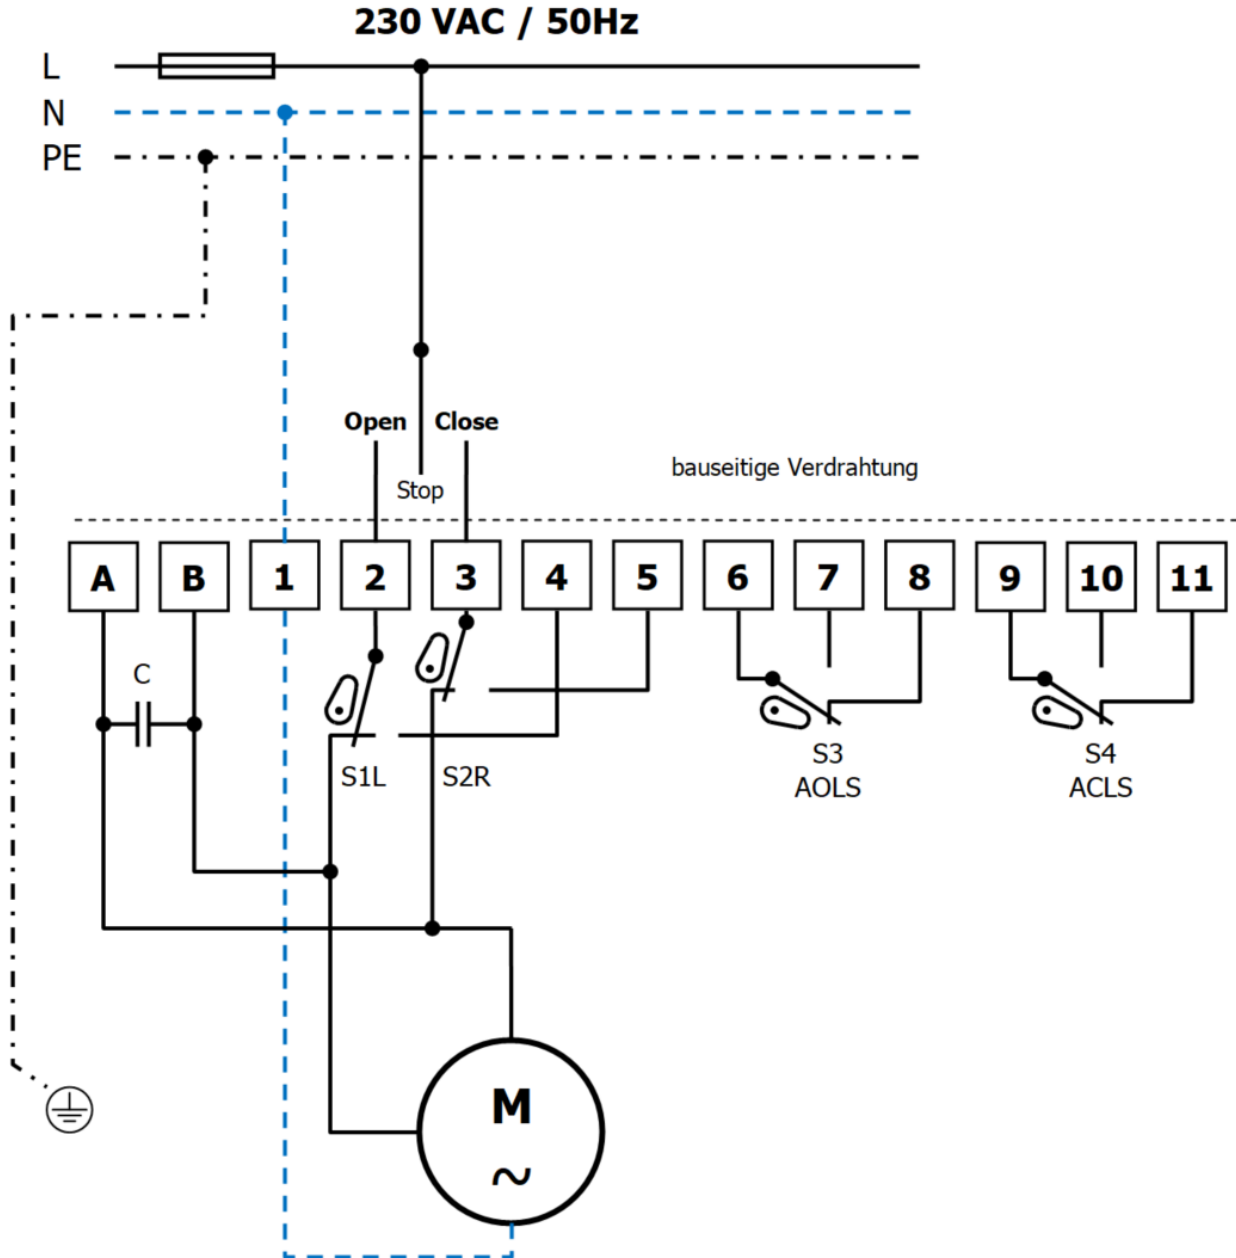 230 VAC / 50Hz
L
N
PE
Open Close
Stop
bauseitige Verdrahtung
A B 1 2 3 4 5 6 7 8 9 10 11
C
S1L S2R S3 S4
AOLS ACLS
M
~